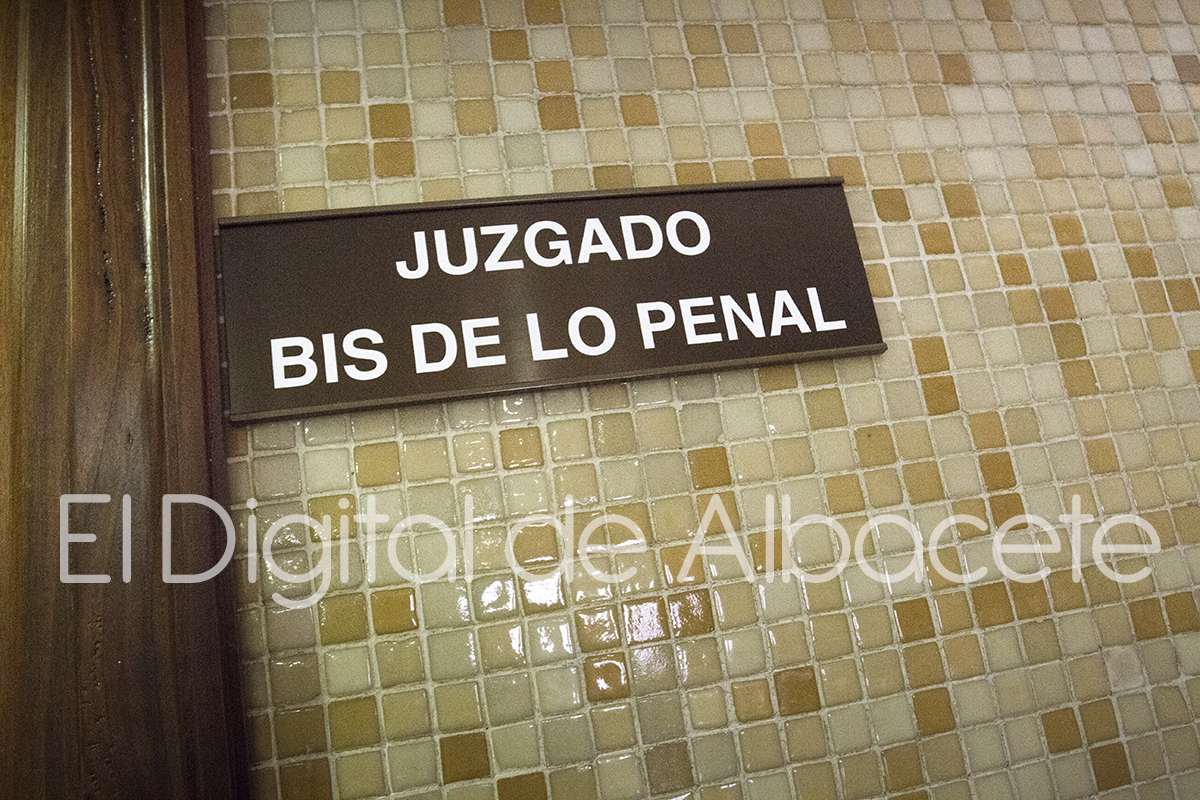 JUZGADO
BIS DE LO PENAL
El Digital de Albacete